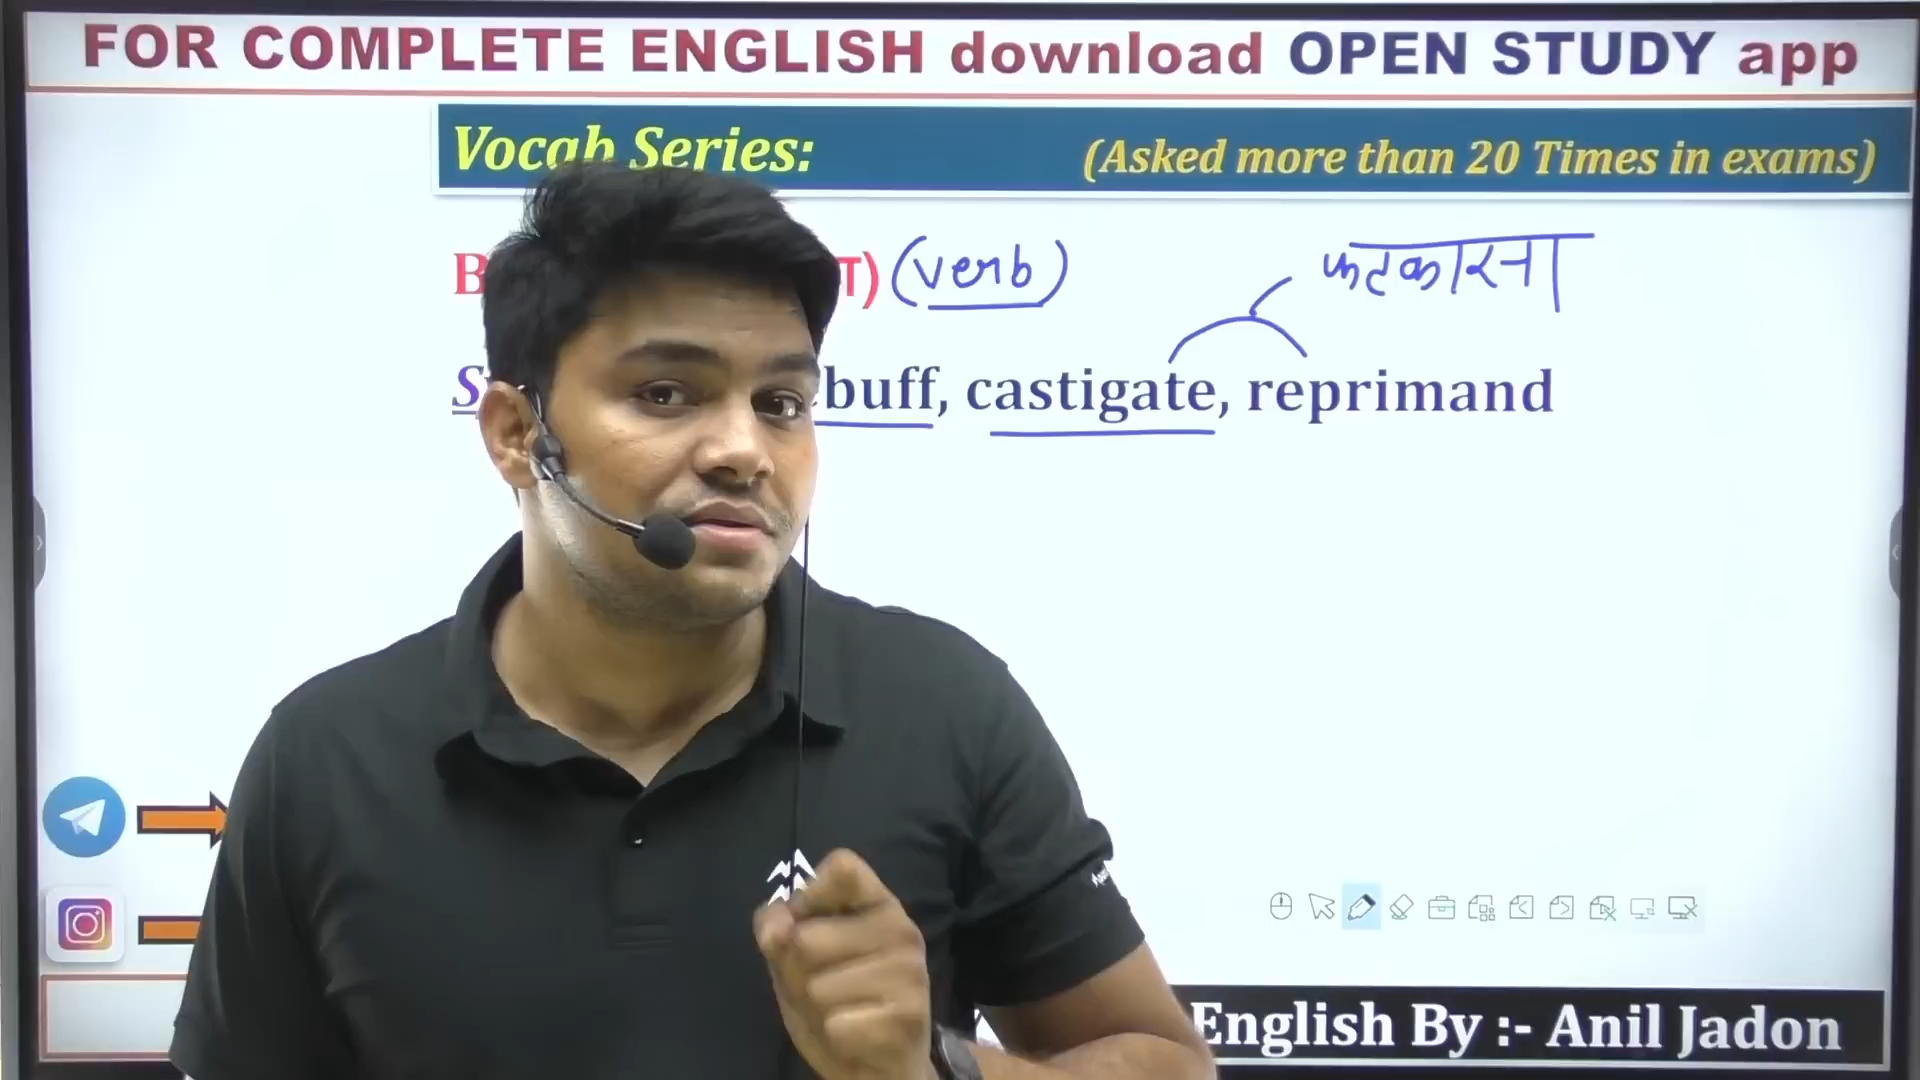 FOR COMPLETE ENGLISH download OPEN STUDY app
Vocab Series: (Asked more than 20 Times in exams)
(verb) फटकारना
castigate, reprimand
English By :- Anil Jadon